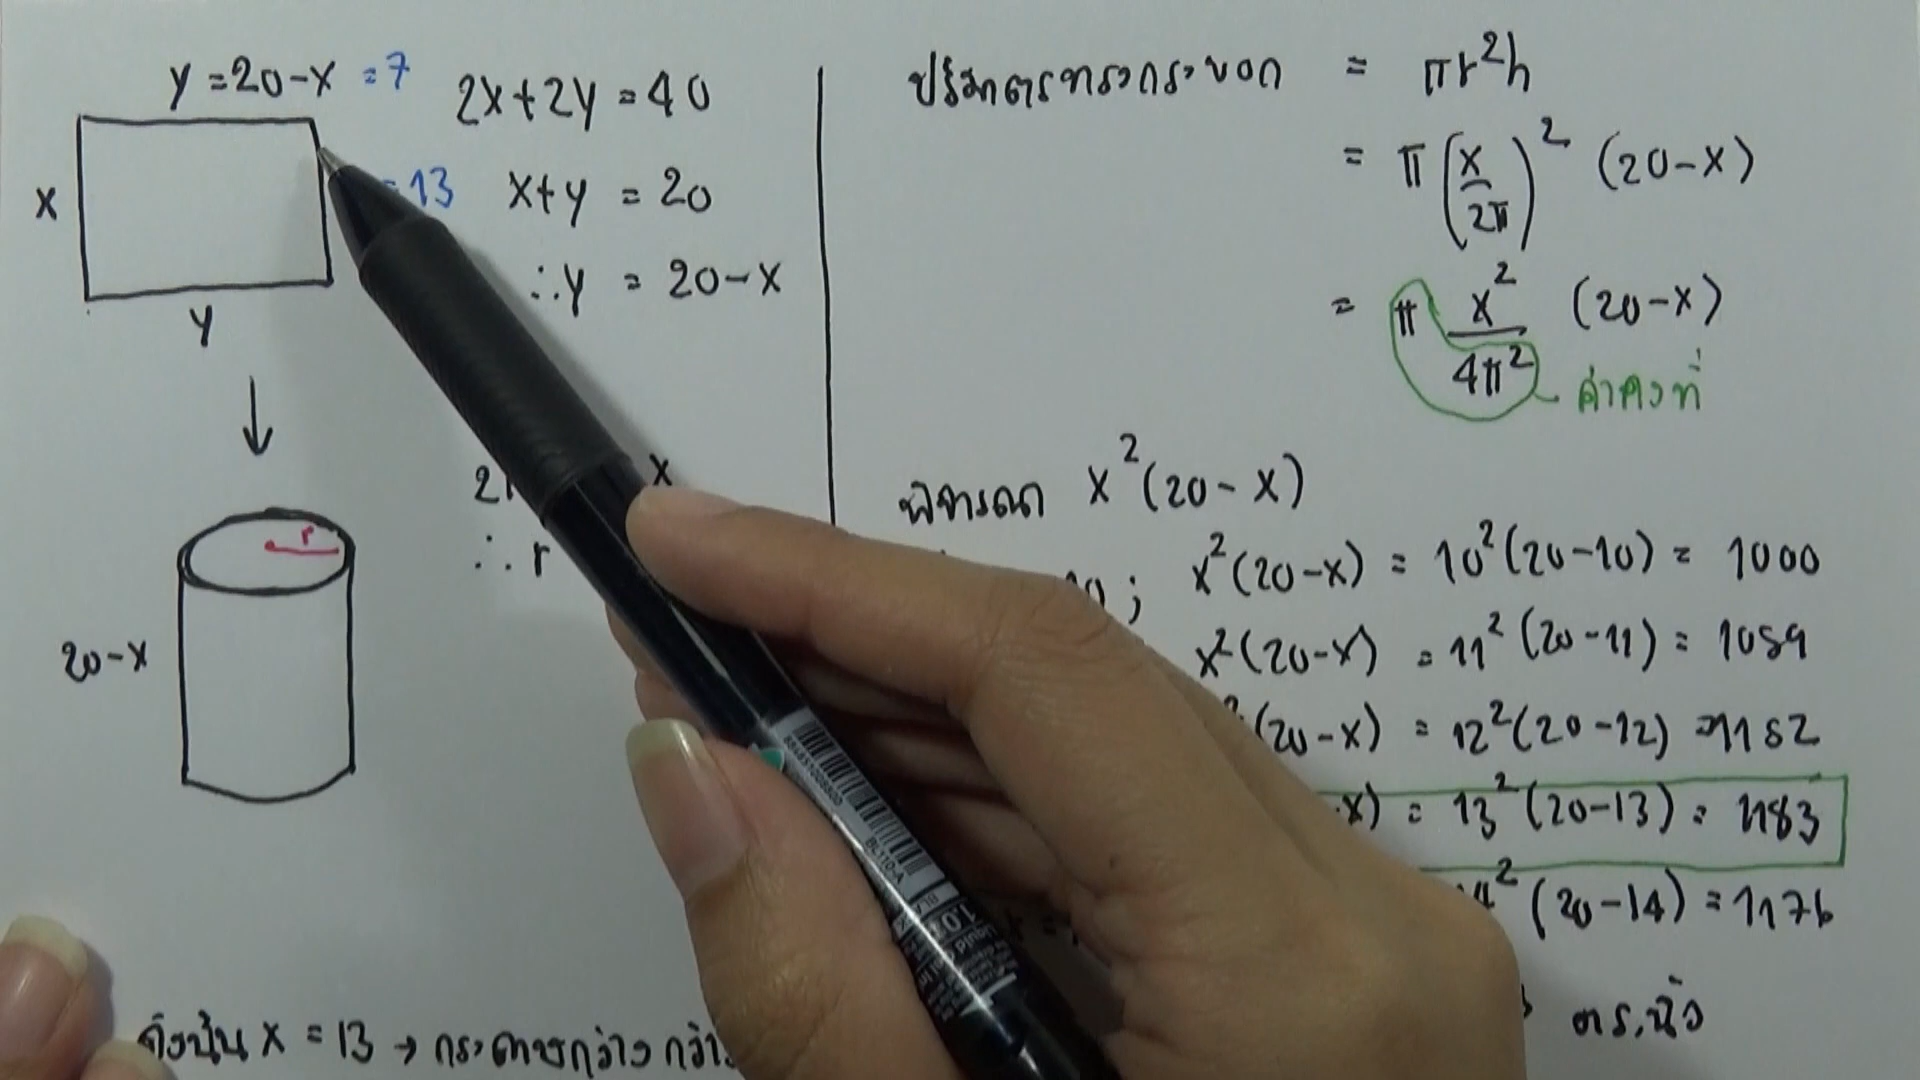 y = 20-x = 7
2x+2y = 40
x
= 13
x+y = 20
∴ y = 20-x
y
x
∴ r
r
20-x
ดังนั้น x = 13 → กระดาษกว้าง
ปริมาตรทรงกระบอก = πr²h
= π(x/2π)² (20-x)
= π x²/4π² (20-x)
ค่าคงที่
พิจารณา x²(20-x)
; x²(20-x) = 10²(20-10) = 1000
x²(20-x) = 11²(20-11) = 1089
(20-x) = 12²(20-12) = 1152
x) = 13²(20-13) = 1183
(20-14) = 1176
ตร.นิ้ว
BL110-A